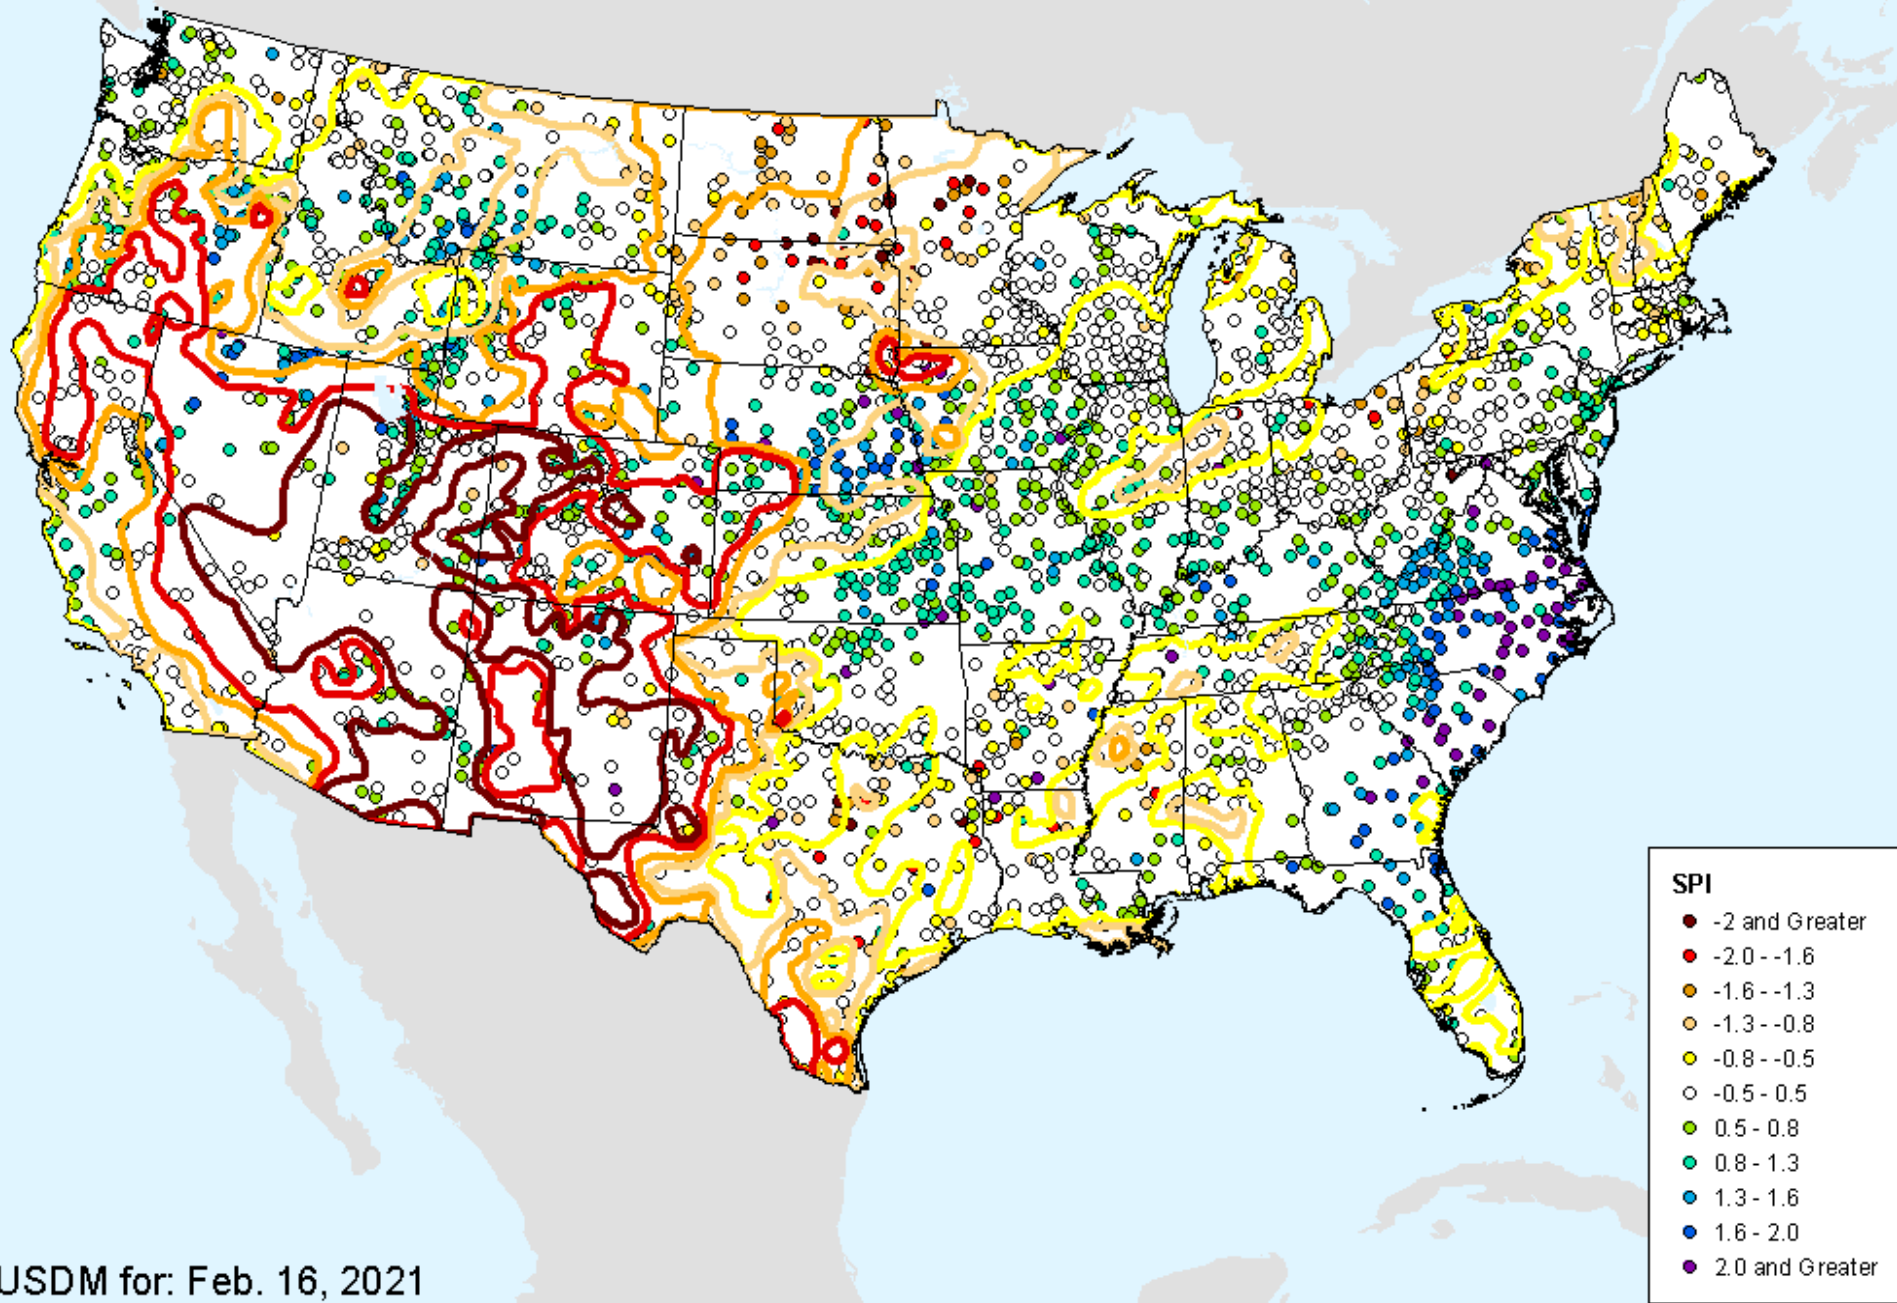 SPI
-2 and Greater
-2.0 - -1.6
-1.6 - -1.3
-1.3 - -0.8
-0.8 - -0.5
-0.5 - 0.5
0.5 - 0.8
0.8 - 1.3
1.3 - 1.6
1.6 - 2.0
2.0 and Greater
USDM for: Feb. 16, 2021